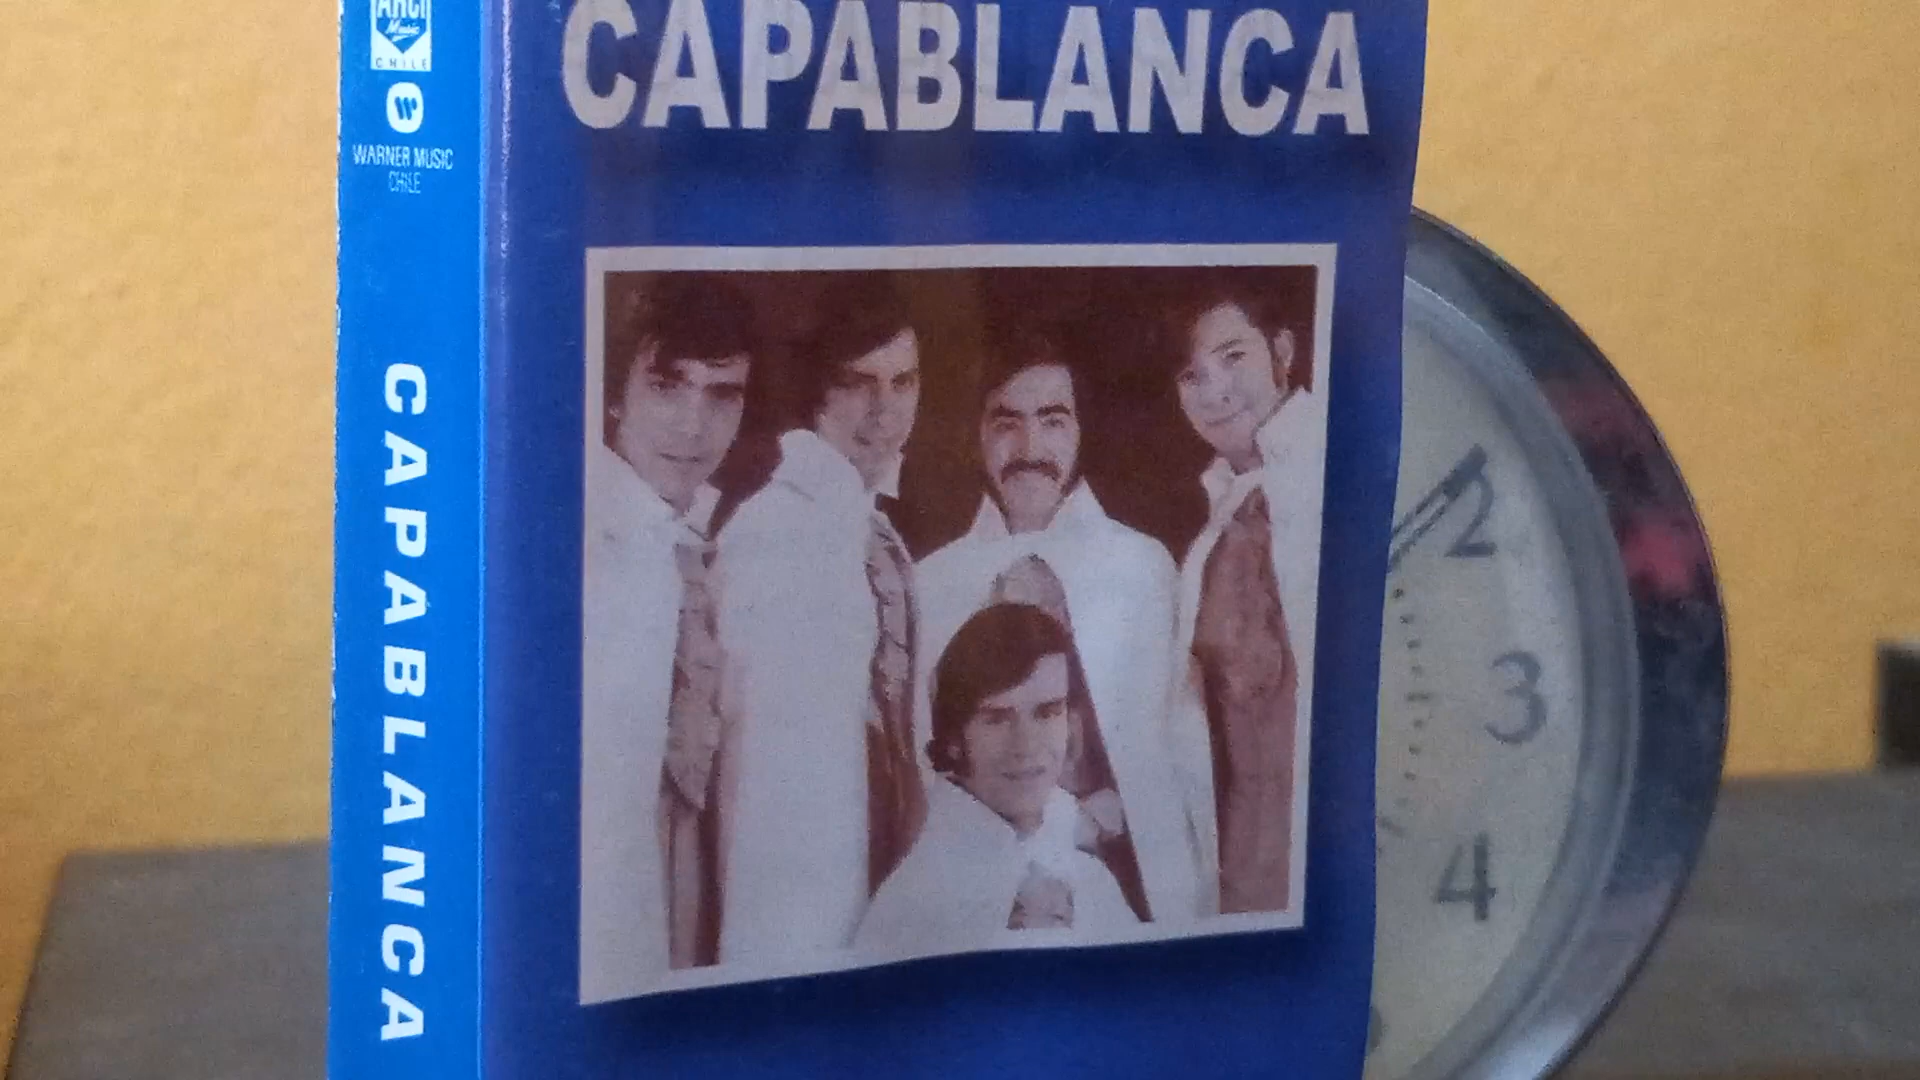 ARCI
Music
CHILE
WARNER MUSIC
CHILE
CAPABLANCA
CAPABLANCA
2
3
4